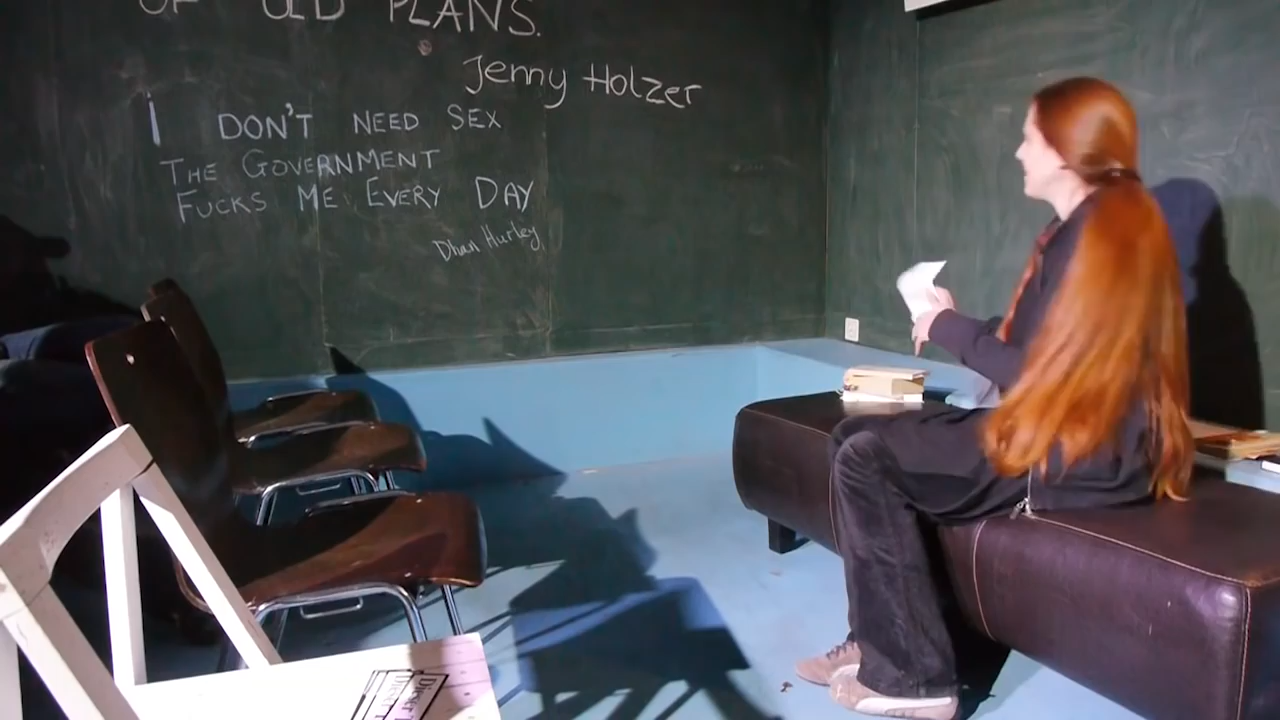 OF OLD PLANS.
Jenny Holzer
I DON'T NEED SEX
THE GOVERNMENT
FUCKS ME EVERY DAY
Dhan Hurley